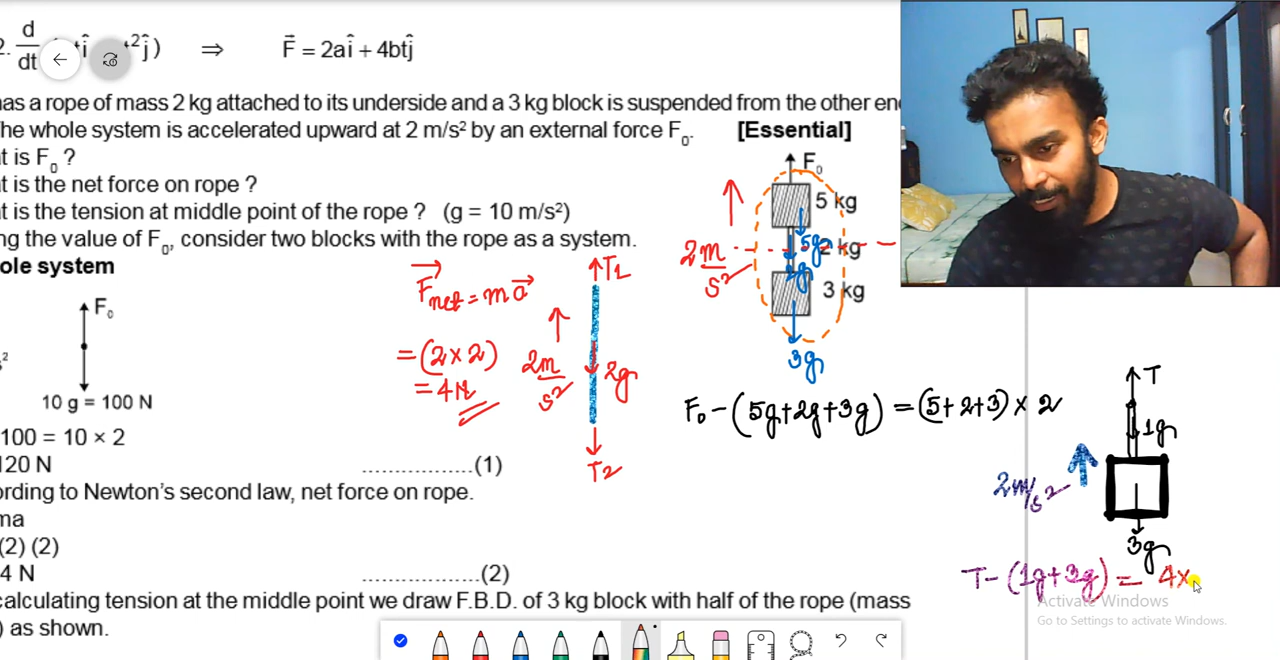 2. d/dt ( tî t²ĵ) ⇒ F⃗ = 2aî + 4btĵ
as a rope of mass 2 kg attached to its underside and a 3 kg block is suspended from the other en
he whole system is accelerated upward at 2 m/s² by an external force F₀. [Essential]
t is F₀ ?
t is the net force on rope ?
t is the tension at middle point of the rope ? (g = 10 m/s²)
ng the value of F₀, consider two blocks with the rope as a system.
ole system
F₀
5 kg
5g
2 kg
2g
3 kg
3g
2m/s²
F₀
10 g = 100 N
100 = 10 × 2
120 N ..................(1)
F⃗net = ma⃗
= (2×2)
= 4N
2m/s²
T1
2g
T2
F₀ - (5g+2g+3g) = (5+2+3) × 2
T
1g
2m/s²
3g
T - (1g+3g) = 4×
ording to Newton's second law, net force on rope.
ma
(2) (2)
4 N ..................(2)
calculating tension at the middle point we draw F.B.D. of 3 kg block with half of the rope (mass
) as shown.
Activate Windows
Go to Settings to activate Windows.